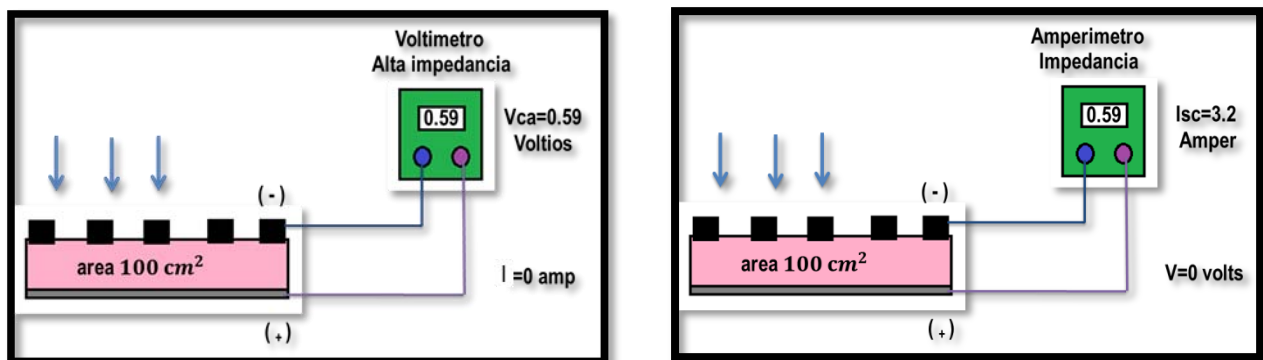 Voltimetro
Alta impedancia
0.59
Vca=0.59
Voltios
(-)
area 100 cm²
I =0 amp
(+)
Amperimetro
Impedancia
0.59
Isc=3.2
Amper
(-)
area 100 cm²
V=0 volts
(+)